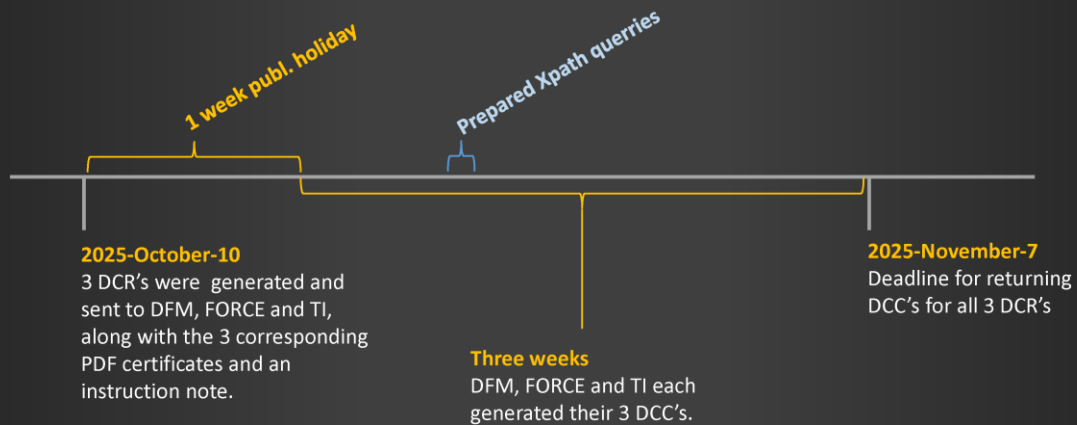 1 week publ. holiday
Prepared Xpath querries
2025-October-10
3 DCR's were generated and
sent to DFM, FORCE and TI,
along with the 3 corresponding
PDF certificates and an
instruction note.
Three weeks
DFM, FORCE and TI each
generated their 3 DCC's.
2025-November-7
Deadline for returning
DCC's for all 3 DCR's